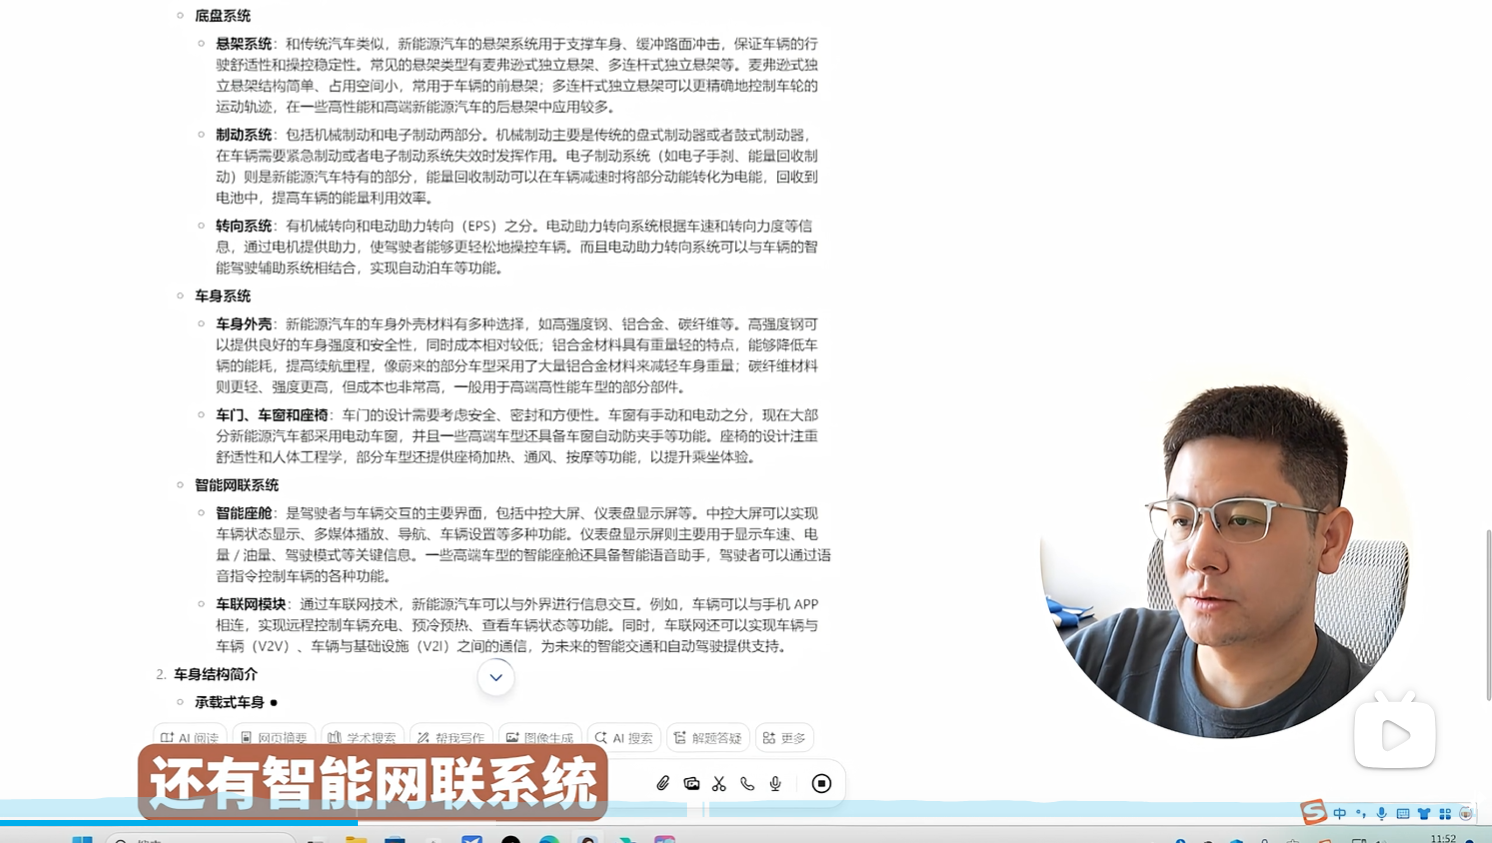 底盘系统
悬架系统：和传统汽车类似，新能源汽车的悬架系统用于支撑车身、缓冲路面冲击，保证车辆的行
驶舒适性和操控稳定性。常见的悬架类型有麦弗逊式独立悬架、多连杆式独立悬架等。麦弗逊式独
立悬架结构简单、占用空间小，常用于车辆的前悬架；多连杆式独立悬架可以更精确地控制车轮的
运动轨迹，在一些高性能和高端新能源汽车的后悬架中应用较多。
制动系统：包括机械制动和电子制动两部分。机械制动主要是传统的盘式制动器或者鼓式制动器，
在车辆需要紧急制动或者电子制动系统失效时发挥作用。电子制动系统（如电子手刹、能量回收制
动）则是新能源汽车特有的部分，能量回收制动可以在车辆减速时将部分动能转化为电能，回收到
电池中，提高车辆的能量利用效率。
转向系统：有机械转向和电动助力转向（EPS）之分。电动助力转向系统根据车速和转向力度等信
息，通过电机提供助力，使驾驶者能够更轻松地操控车辆。而且电动助力转向系统可以与车辆的智
能驾驶辅助系统相结合，实现自动泊车等功能。
车身系统
车身外壳：新能源汽车的车身外壳材料有多种选择，如高强度钢、铝合金、碳纤维等。高强度钢可
以提供良好的车身强度和安全性，同时成本相对较低；铝合金材料具有重量轻的特点，能够降低车
辆的能耗，提高续航里程，像蔚来的部分车型采用了大量铝合金材料来减轻车身重量；碳纤维材料
则更轻、强度更高，但成本也非常高，一般用于高端高性能车型的部分部件。
车门、车窗和座椅：车门的设计需要考虑安全、密封和方便性。车窗有手动和电动之分，现在大部
分新能源汽车都采用电动车窗，并且一些高端车型还具备车窗自动防夹手等功能。座椅的设计注重
舒适性和人体工程学，部分车型还提供座椅加热、通风、按摩等功能，以提升乘坐体验。
智能网联系统
智能座舱：是驾驶者与车辆交互的主要界面，包括中控大屏、仪表盘显示屏等。中控大屏可以实现
车辆状态显示、多媒体播放、导航、车辆设置等多种功能。仪表盘显示屏则主要用于显示车速、电
量 / 油量、驾驶模式等关键信息。一些高端车型的智能座舱还具备智能语音助手，驾驶者可以通过语
音指令控制车辆的各种功能。
车联网模块：通过车联网技术，新能源汽车可以与外界进行信息交互。例如，车辆可以与手机 APP
相连，实现远程控制车辆充电、预冷预热、查看车辆状态等功能。同时，车联网还可以实现车辆与
车辆（V2V）、车辆与基础设施（V2I）之间的通信，为未来的智能交通和自动驾驶提供支持。
2. 车身结构简介
承载式车身
AI 阅读 网页摘要 学术搜索 帮我写作 图像生成 AI 搜索 解题答疑 更多
还有智能网联系统
中
11:52